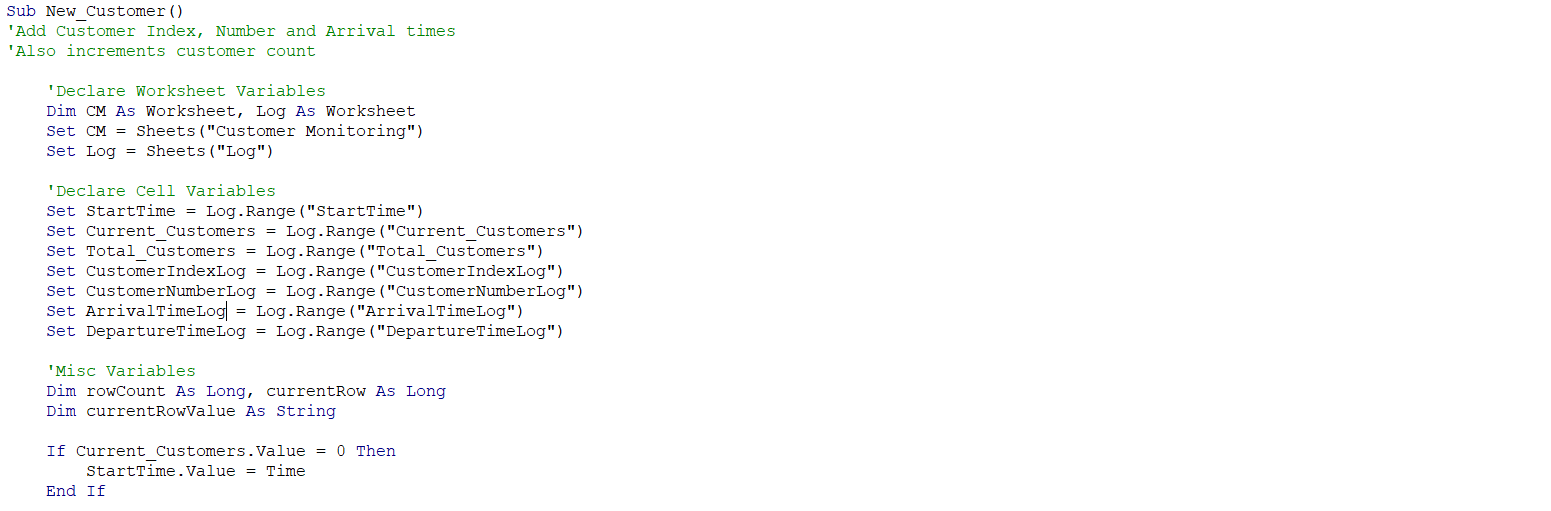 Sub New_Customer()
'Add Customer Index, Number and Arrival times
'Also increments customer count
'Declare Worksheet Variables
Dim CM As Worksheet, Log As Worksheet
Set CM = Sheets("Customer Monitoring")
Set Log = Sheets("Log")
'Declare Cell Variables
Set StartTime = Log.Range("StartTime")
Set Current_Customers = Log.Range("Current_Customers")
Set Total_Customers = Log.Range("Total_Customers")
Set CustomerIndexLog = Log.Range("CustomerIndexLog")
Set CustomerNumberLog = Log.Range("CustomerNumberLog")
Set ArrivalTimeLog = Log.Range("ArrivalTimeLog")
Set DepartureTimeLog = Log.Range("DepartureTimeLog")
'Misc Variables
Dim rowCount As Long, currentRow As Long
Dim currentRowValue As String
If Current_Customers.Value = 0 Then
StartTime.Value = Time
End If